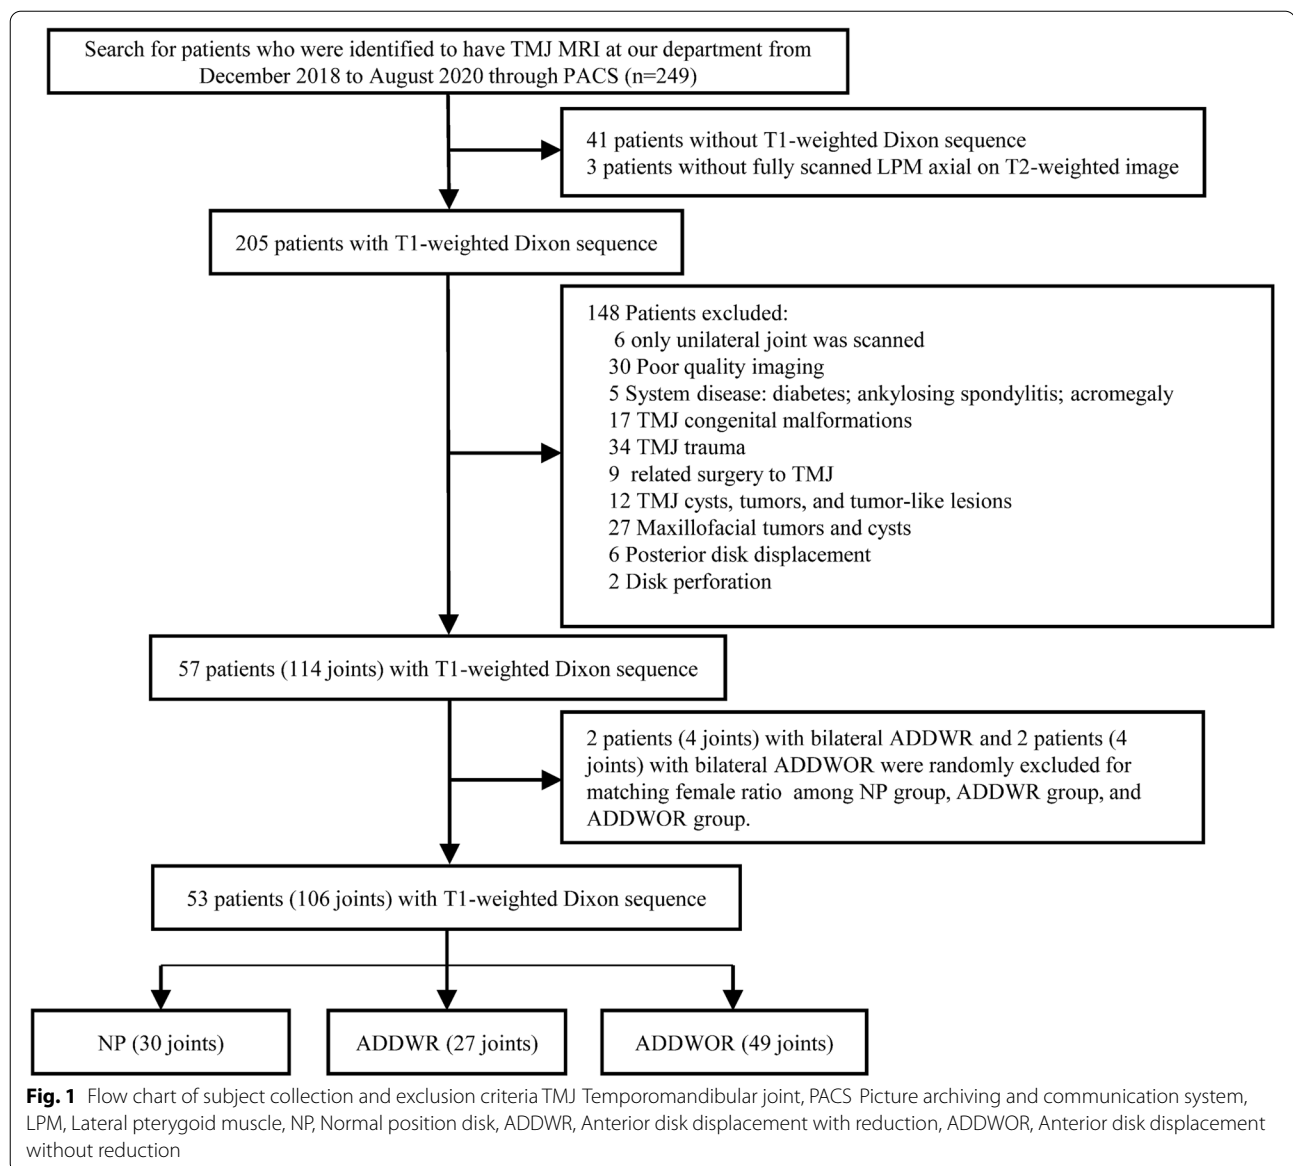 Search for patients who were identified to have TMJ MRI at our department from
December 2018 to August 2020 through PACS (n=249)
41 patients without T1-weighted Dixon sequence
3 patients without fully scanned LPM axial on T2-weighted image
205 patients with T1-weighted Dixon sequence
148 Patients excluded:
6 only unilateral joint was scanned
30 Poor quality imaging
5 System disease: diabetes; ankylosing spondylitis; acromegaly
17 TMJ congenital malformations
34 TMJ trauma
9 related surgery to TMJ
12 TMJ cysts, tumors, and tumor-like lesions
27 Maxillofacial tumors and cysts
6 Posterior disk displacement
2 Disk perforation
57 patients (114 joints) with T1-weighted Dixon sequence
2 patients (4 joints) with bilateral ADDWR and 2 patients (4
joints) with bilateral ADDWOR were randomly excluded for
matching female ratio among NP group, ADDWR group, and
ADDWOR group.
53 patients (106 joints) with T1-weighted Dixon sequence
NP (30 joints)
ADDWR (27 joints)
ADDWOR (49 joints)
Fig. 1 Flow chart of subject collection and exclusion criteria TMJ Temporomandibular joint, PACS Picture archiving and communication system,
LPM, Lateral pterygoid muscle, NP, Normal position disk, ADDWR, Anterior disk displacement with reduction, ADDWOR, Anterior disk displacement
without reduction